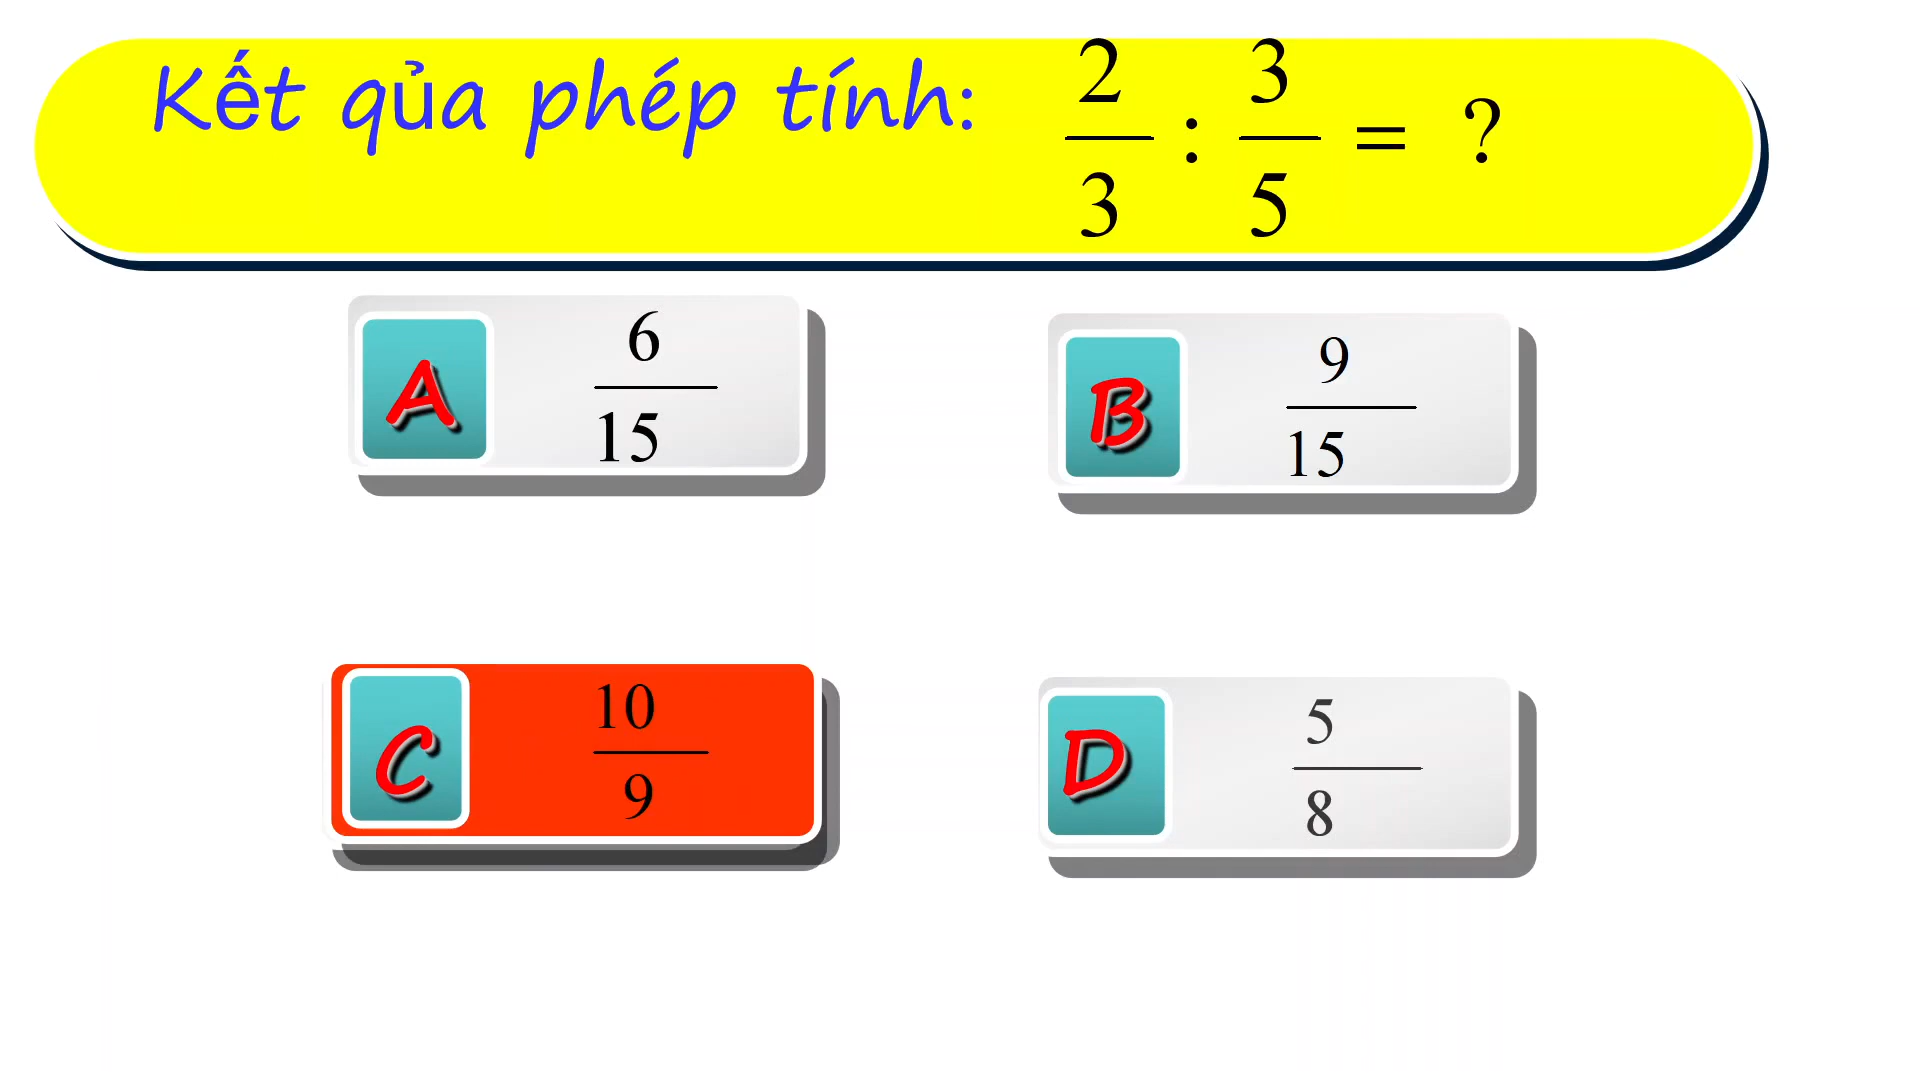 Kết qủa phép tính: 2/3 : 3/5 = ?
A 6/15
B 9/15
C 10/9
D 5/8